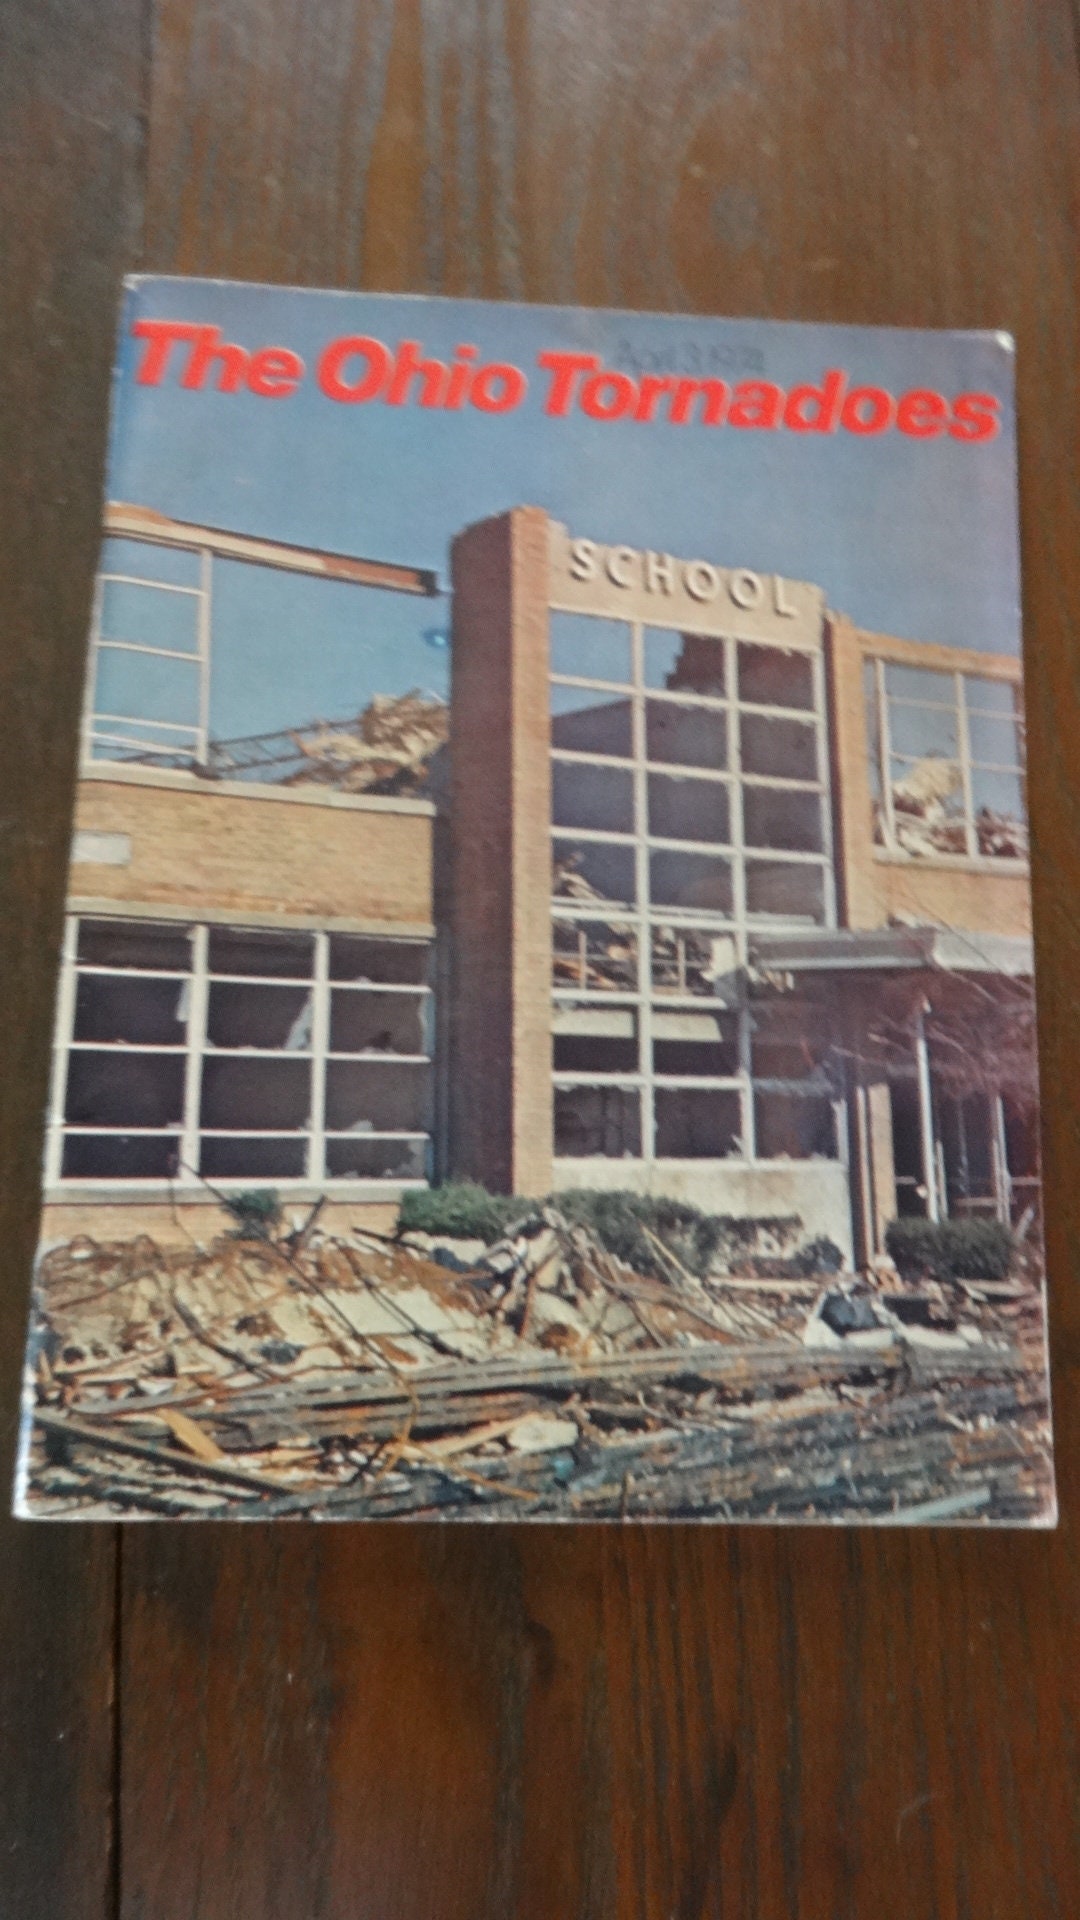 The Ohio Tornadoes
April 3 1974
SCHOOL